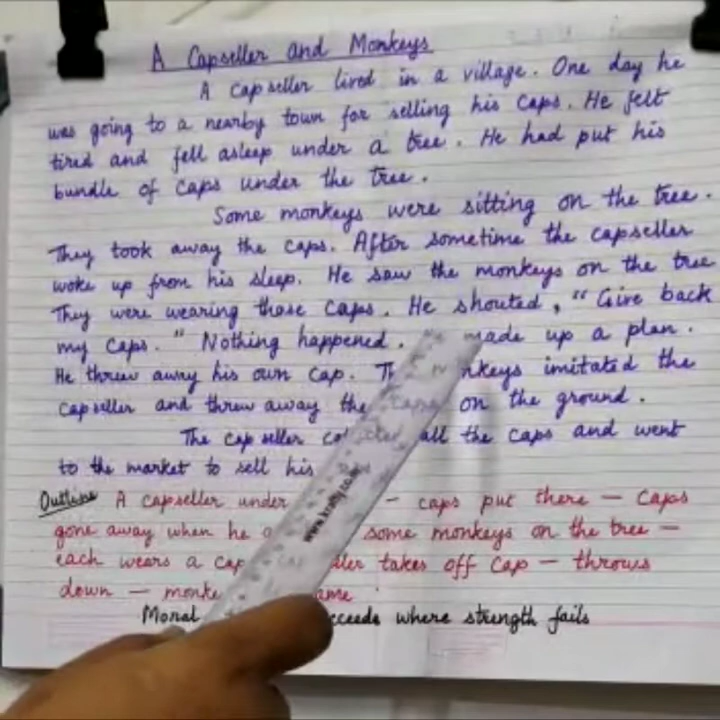 A Capseller and Monkeys
A capseller lived in a village. One day he
was going to a nearby town for selling his caps. He felt
tired and fell asleep under a tree. He had put his
bundle of caps under the tree.
Some monkeys were sitting on the tree.
They took away the caps. After sometime the capseller
woke up from his sleep. He saw the monkeys on the tree
They were wearing those caps. He shouted, "Give back
my caps." Nothing happened. made up a plan.
He threw away his own cap. imitated the
capseller and threw away the caps on the ground.
The cap seller collected all the caps and went
to the market to sell his
Outline A capseller under — caps put there — Caps
gone away when he some monkeys on the tree —
each wears a cap takes off cap — throws
down —
Moral where strength fails